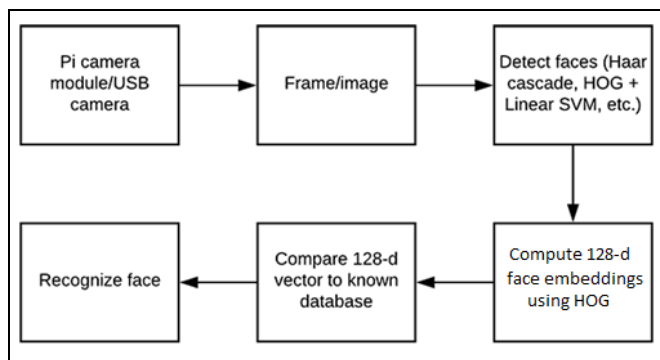 Pi camera
module/USB
camera
Frame/image
Detect faces (Haar
cascade, HOG +
Linear SVM, etc.)
Compute 128-d
face embeddings
using HOG
Compare 128-d
vector to known
database
Recognize face